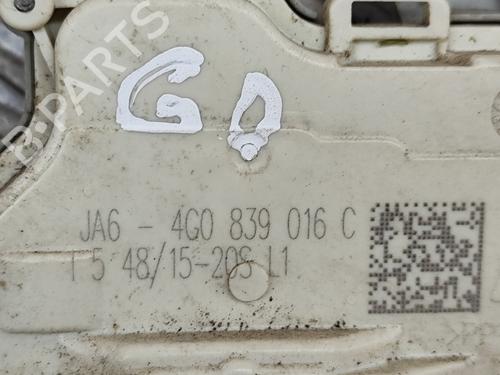 B-PARTS
GD
JA6 - 4G0 839 016 C
T 5 48/15-20S L1